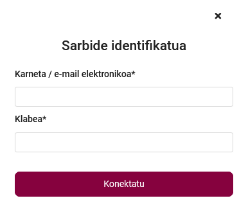 Sarbide identifikatua
Karneta / e-mail elektronikoa*
Klabea*
Konektatu